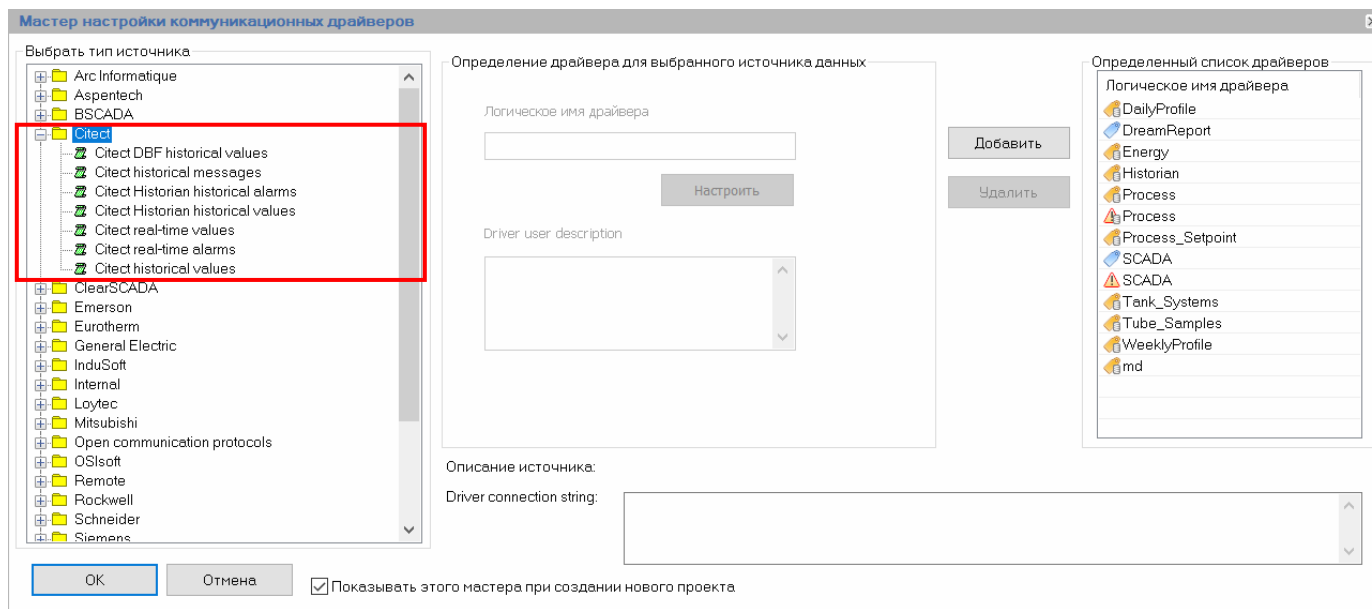 Мастер настройки коммуникационных драйверов
Выбрать тип источника
Arc Informatique
Aspentech
BSCADA
Citect
Citect DBF historical values
Citect historical messages
Citect Historian historical alarms
Citect Historian historical values
Citect real-time values
Citect real-time alarms
Citect historical values
ClearSCADA
Emerson
Eurotherm
General Electric
InduSoft
Internal
Loytec
Mitsubishi
Open communication protocols
OSIsoft
Remote
Rockwell
Schneider
Siemens
Определение драйвера для выбранного источника данных
Логическое имя драйвера
Настроить
Driver user description
Добавить
Удалить
Определенный список драйверов
Логическое имя драйвера
DailyProfile
DreamReport
Energy
Historian
Process
Process
Process_Setpoint
SCADA
SCADA
Tank_Systems
Tube_Samples
WeeklyProfile
md
Описание источника:
Driver connection string:
OK
Отмена
Показывать этого мастера при создании нового проекта